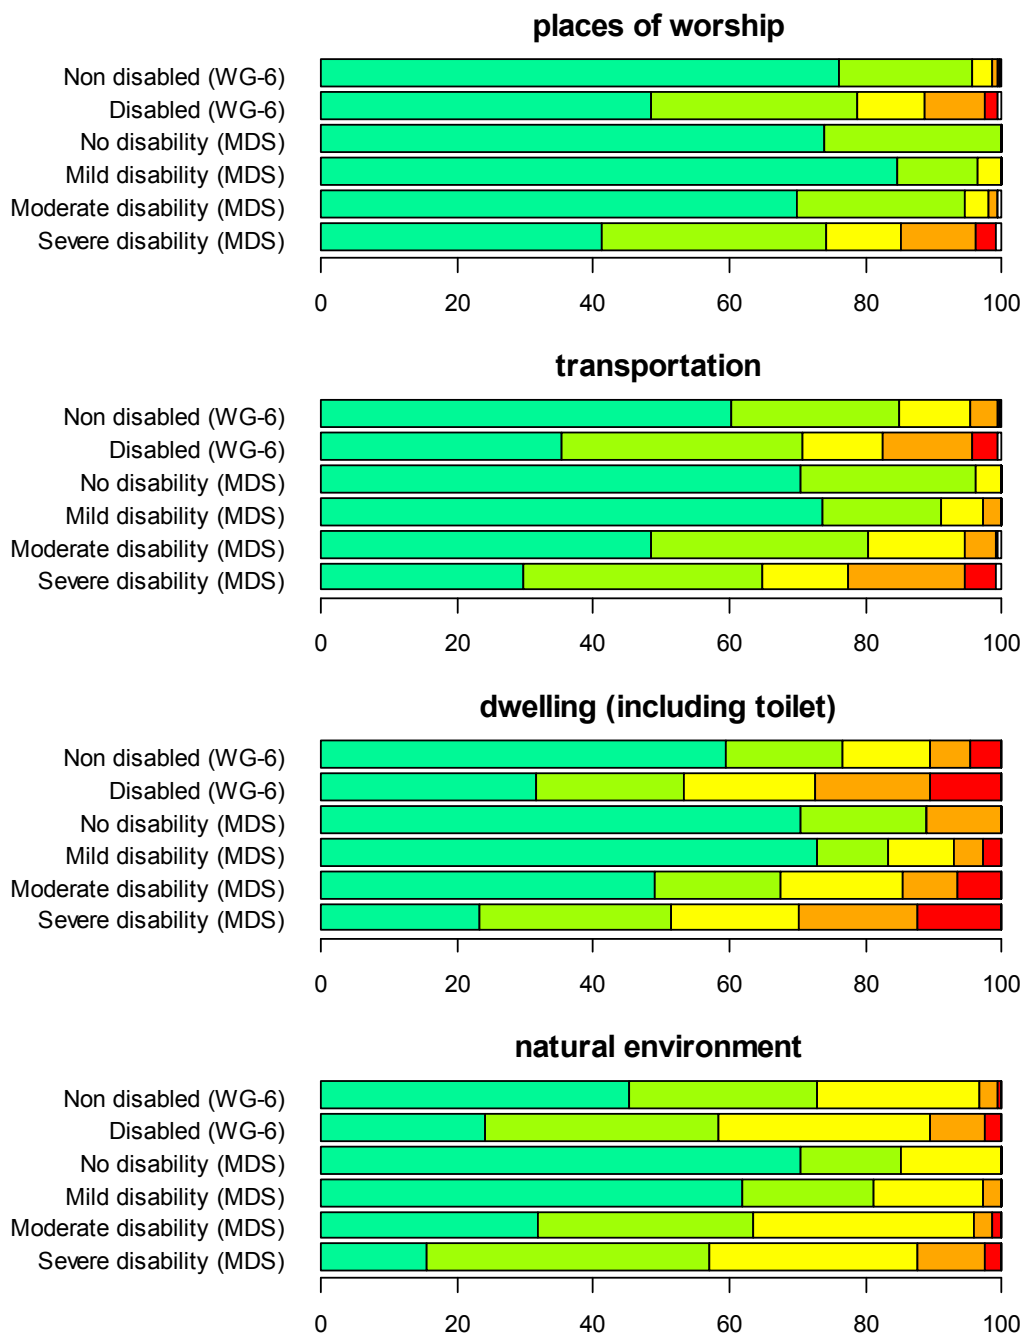 places of worship
Non disabled (WG-6)
Disabled (WG-6)
No disability (MDS)
Mild disability (MDS)
Moderate disability (MDS)
Severe disability (MDS)
0 20 40 60 80 100
transportation
Non disabled (WG-6)
Disabled (WG-6)
No disability (MDS)
Mild disability (MDS)
Moderate disability (MDS)
Severe disability (MDS)
0 20 40 60 80 100
dwelling (including toilet)
Non disabled (WG-6)
Disabled (WG-6)
No disability (MDS)
Mild disability (MDS)
Moderate disability (MDS)
Severe disability (MDS)
0 20 40 60 80 100
natural environment
Non disabled (WG-6)
Disabled (WG-6)
No disability (MDS)
Mild disability (MDS)
Moderate disability (MDS)
Severe disability (MDS)
0 20 40 60 80 100